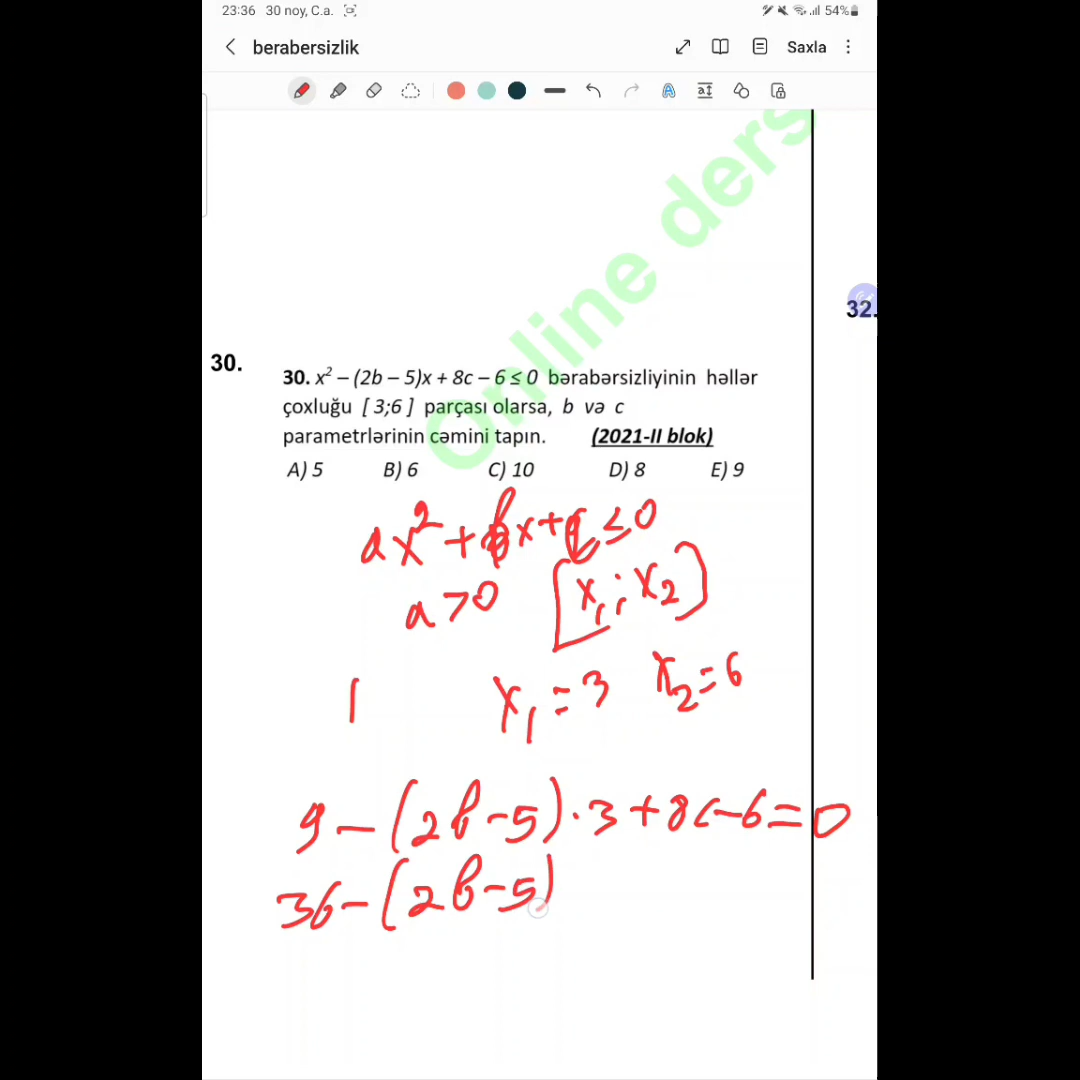 23:36 30 noy, C.a. 54%
berabersizlik Saxla
Online ders
32.
30.
30. x² – (2b – 5)x + 8c – 6 ≤ 0 bərabərsizliyinin həllər
çoxluğu [ 3;6 ] parçası olarsa, b və c
parametrlərinin cəmini tapın. (2021-II blok)
A) 5 B) 6 C) 10 D) 8 E) 9
ax² + bx + c ≤ 0
a > 0 [x₁; x₂]
1 x₁ = 3 x₂ = 6
9 – (2b – 5) · 3 + 8c – 6 = 0
36 – (2b – 5)